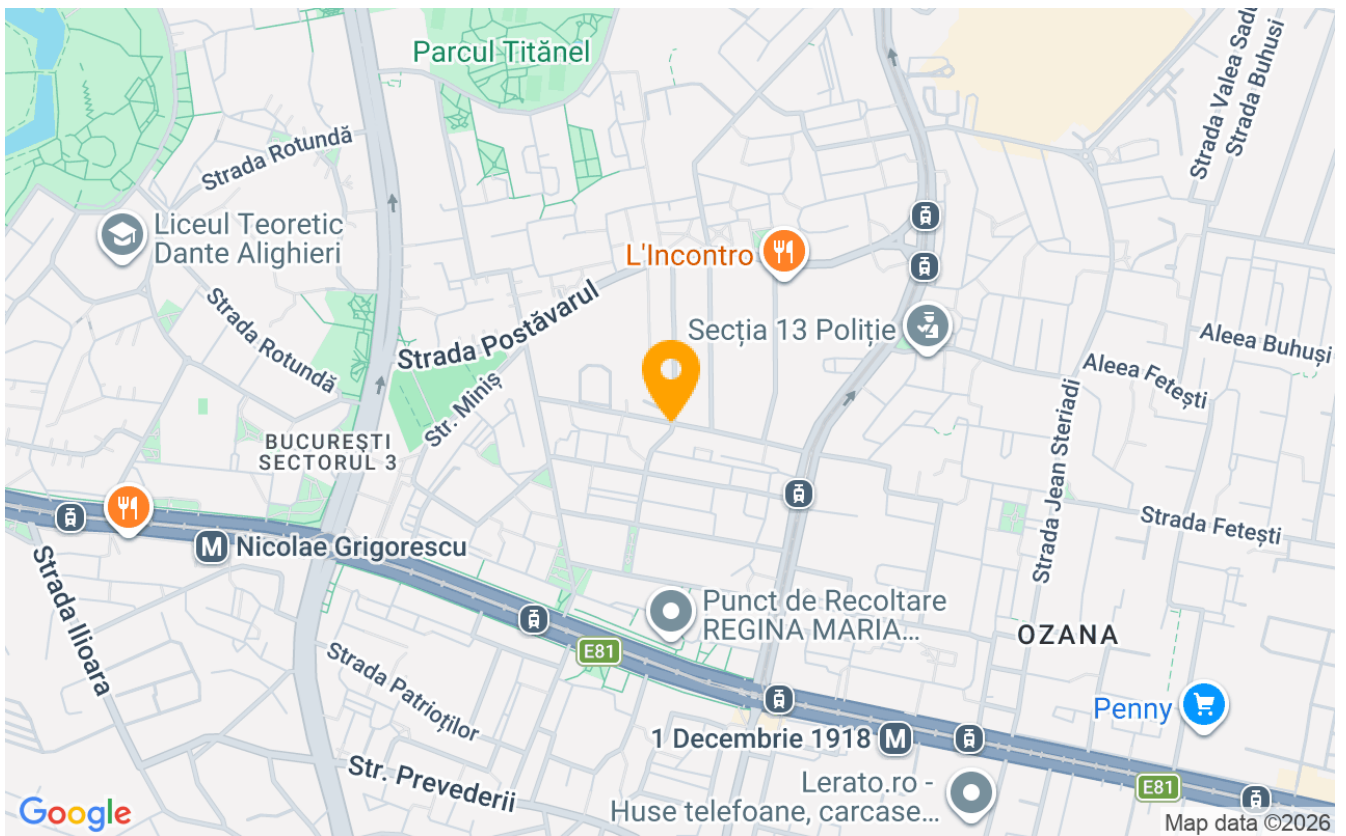 Parcul Titănel
Strada Valea Sadu
Strada Buhusi
Strada Rotundă
Liceul Teoretic
Dante Alighieri
L'Incontro
Strada Postăvarul
Strada Rotundă
Secția 13 Poliție
Aleea Buhuși
Aleea Fetești
Str. Miniș
Strada Jean Steriadi
BUCUREȘTI
SECTORUL 3
Strada Fetești
M Nicolae Grigorescu
Strada Ilioara
Punct de Recoltare
REGINA MARIA...
OZANA
E81
Strada Patrioților
Penny
1 Decembrie 1918 M
Str. Prevederii
Lerato.ro -
Huse telefoane, carcase...
E81
Google
Map data ©2026